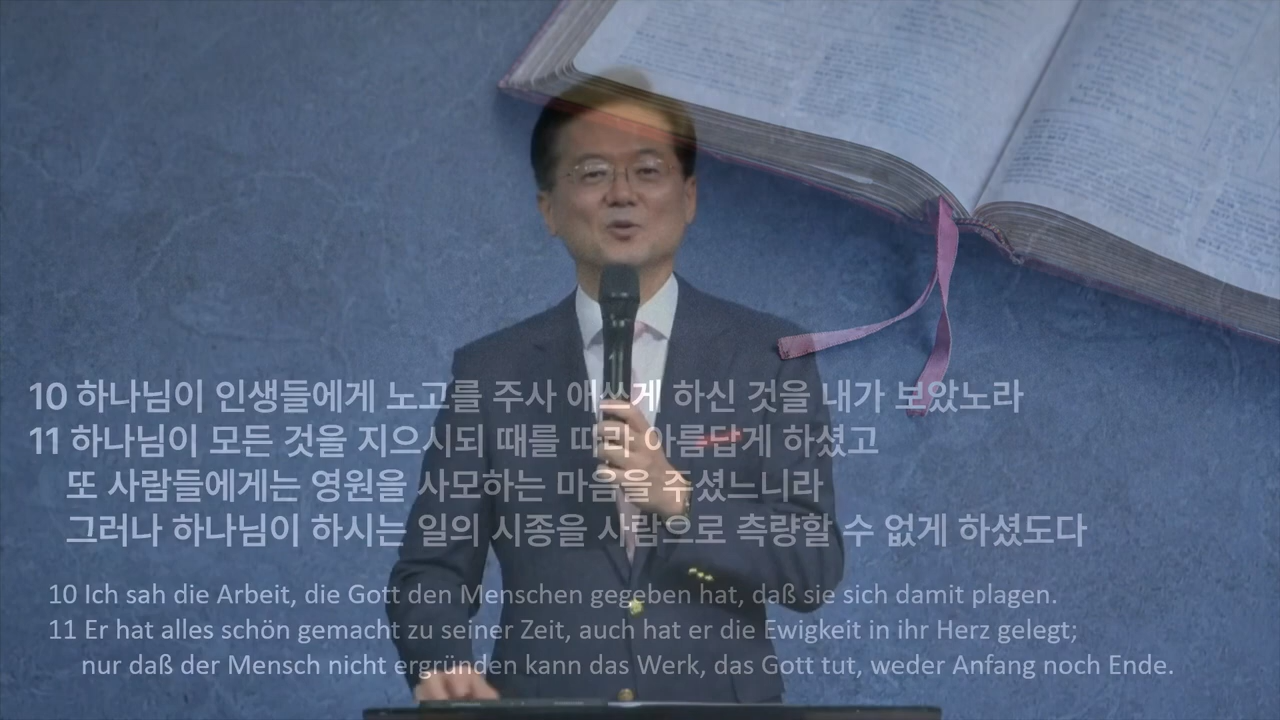 10 하나님이 인생들에게 노고를 주사 애쓰게 하신 것을 내가 보았노라
11 하나님이 모든 것을 지으시되 때를 따라 아름답게 하셨고
또 사람들에게는 영원을 사모하는 마음을 주셨느니라
그러나 하나님이 하시는 일의 시종을 사람으로 측량할 수 없게 하셨도다
10 Ich sah die Arbeit, die Gott den Menschen gegeben hat, daß sie sich damit plagen.
11 Er hat alles schön gemacht zu seiner Zeit, auch hat er die Ewigkeit in ihr Herz gelegt;
nur daß der Mensch nicht ergründen kann das Werk, das Gott tut, weder Anfang noch Ende.